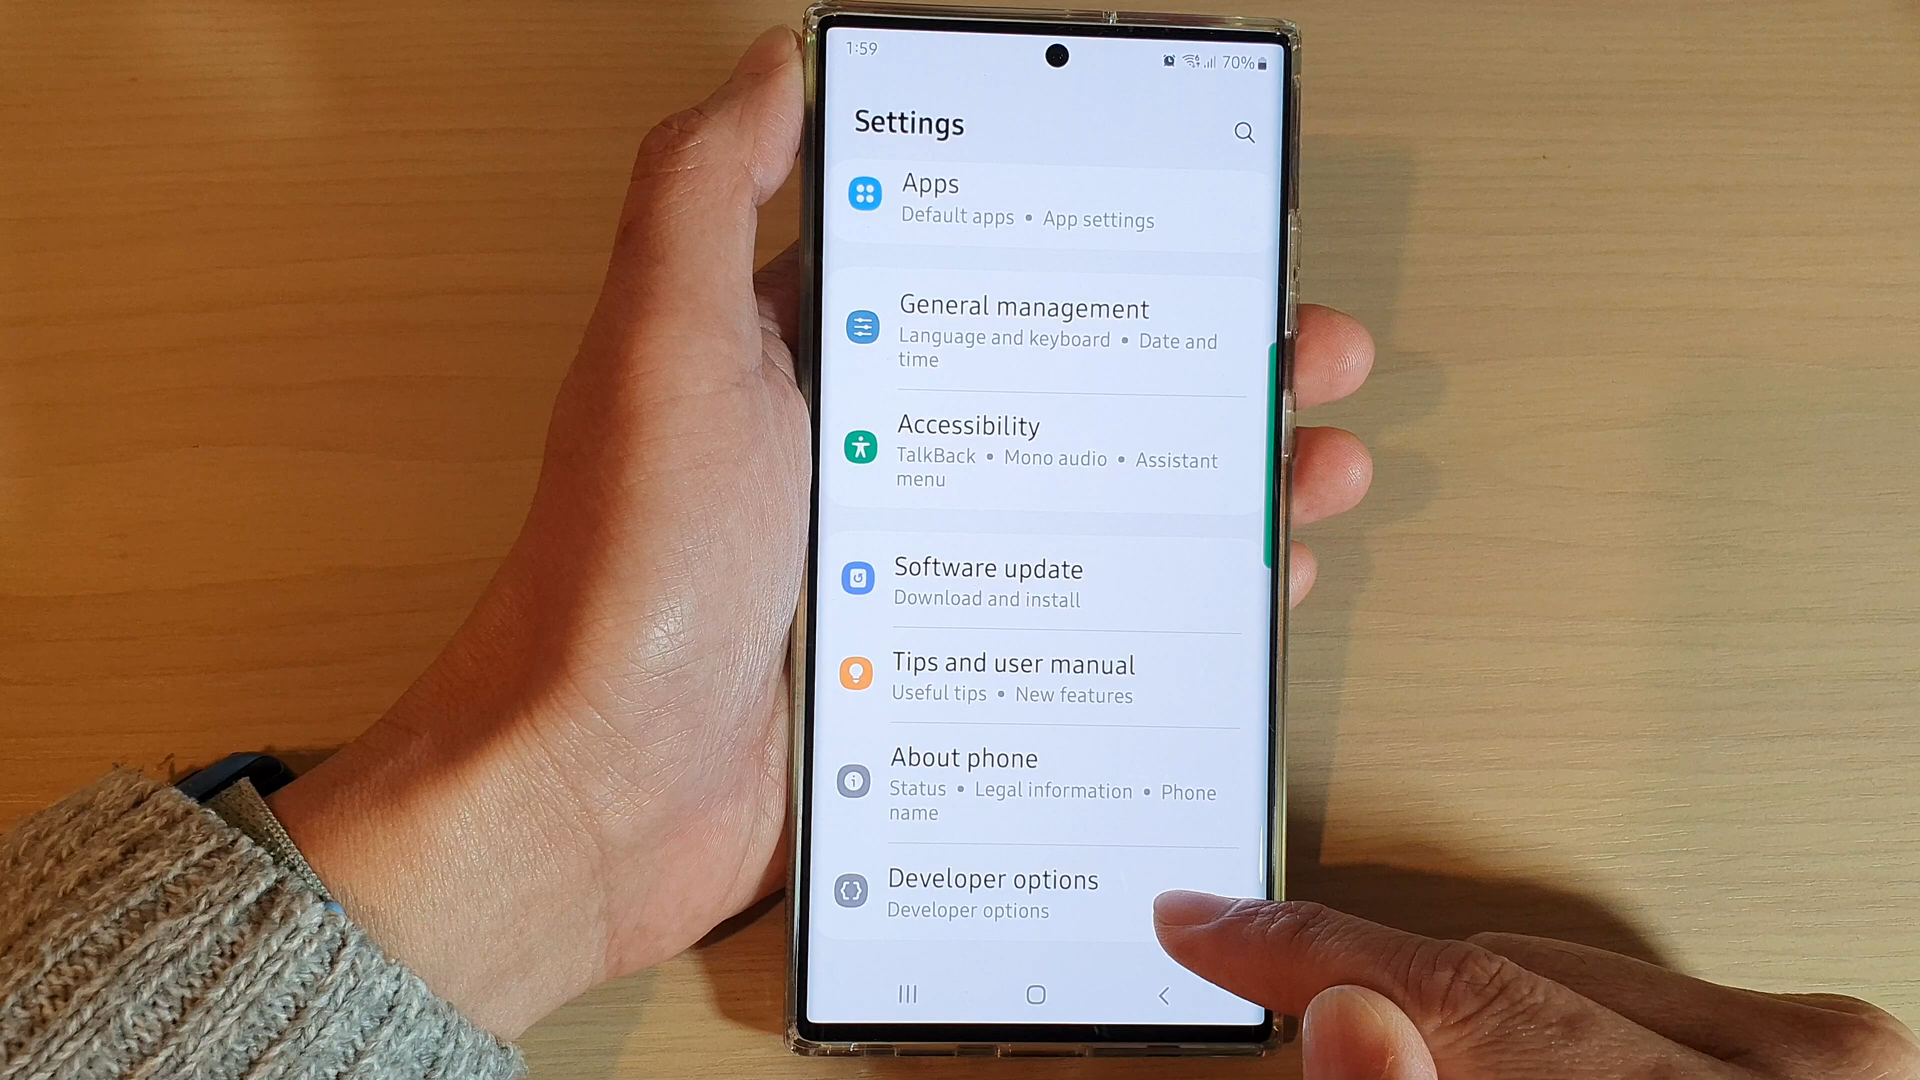 1:59
70%
Settings
Apps
Default apps • App settings
General management
Language and keyboard • Date and
time
Accessibility
TalkBack • Mono audio • Assistant
menu
Software update
Download and install
Tips and user manual
Useful tips • New features
About phone
Status • Legal information • Phone
name
Developer options
Developer options